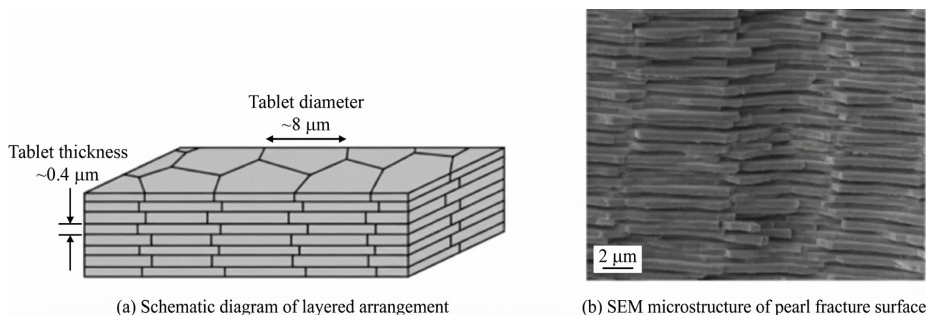 Tablet diameter
~8 μm
Tablet thickness
~0.4 μm
2 μm
(a) Schematic diagram of layered arrangement
(b) SEM microstructure of pearl fracture surface